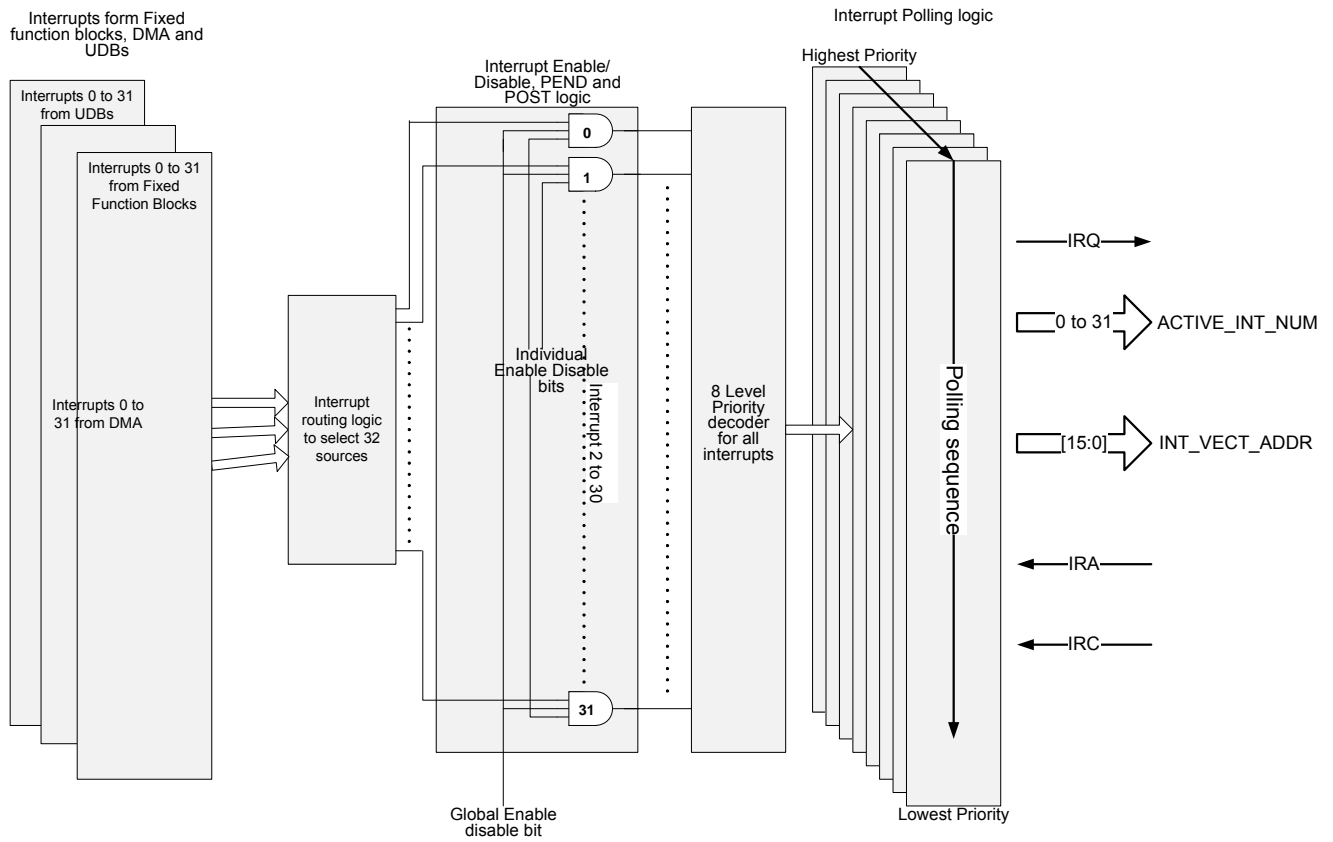 Interrupts form Fixed
function blocks, DMA and
UDBs
Interrupts 0 to 31
from UDBs
Interrupts 0 to 31
from Fixed
Function Blocks
Interrupts 0 to
31 from DMA
Interrupt
routing logic
to select 32
sources
Interrupt Enable/
Disable, PEND and
POST logic
0
1
Individual
Enable Disable
bits
Interrupt 2 to 30
31
Global Enable
disable bit
8 Level
Priority
decoder
for all
interrupts
Interrupt Polling logic
Highest Priority
Polling sequence
Lowest Priority
IRQ
0 to 31
ACTIVE_INT_NUM
[15:0]
INT_VECT_ADDR
IRA
IRC